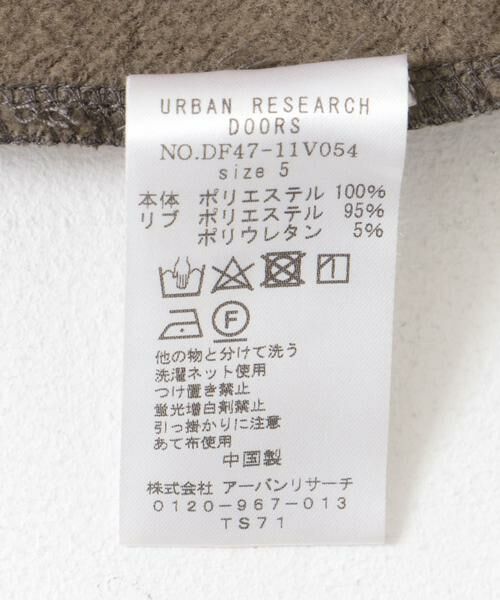 URBAN RESEARCH
DOORS
NO.DF47-11V054
size 5
本体 ポリエステル 100%
リブ ポリエステル 95%
ポリウレタン 5%
F
他の物と分けて洗う
洗濯ネット使用
つけ置き禁止
蛍光増白剤禁止
引っ掛かりに注意
あて布使用
中国製
株式会社 アーバンリサーチ
0120-967-013
TS71